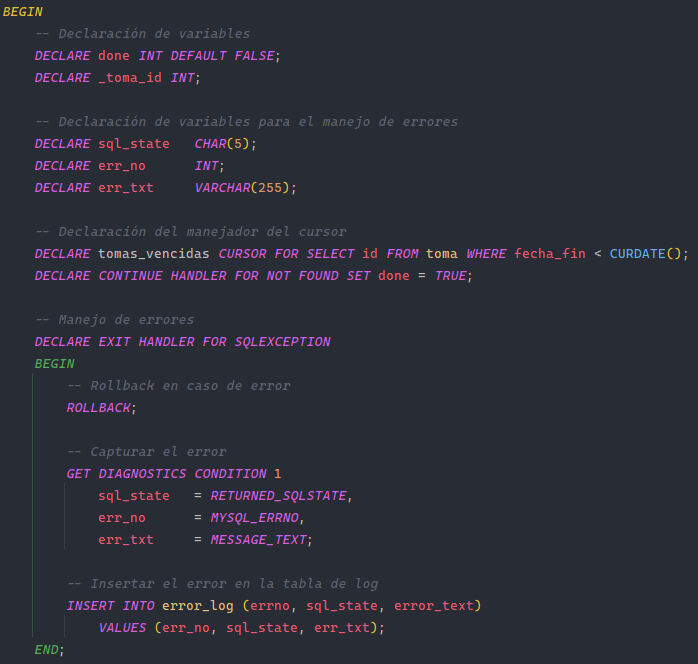 BEGIN
-- Declaración de variables
DECLARE done INT DEFAULT FALSE;
DECLARE _toma_id INT;
-- Declaración de variables para el manejo de errores
DECLARE sql_state CHAR(5);
DECLARE err_no INT;
DECLARE err_txt VARCHAR(255);
-- Declaración del manejador del cursor
DECLARE tomas_vencidas CURSOR FOR SELECT id FROM toma WHERE fecha_fin < CURDATE();
DECLARE CONTINUE HANDLER FOR NOT FOUND SET done = TRUE;
-- Manejo de errores
DECLARE EXIT HANDLER FOR SQLEXCEPTION
BEGIN
-- Rollback en caso de error
ROLLBACK;
-- Capturar el error
GET DIAGNOSTICS CONDITION 1
sql_state = RETURNED_SQLSTATE,
err_no = MYSQL_ERRNO,
err_txt = MESSAGE_TEXT;
-- Insertar el error en la tabla de log
INSERT INTO error_log (errno, sql_state, error_text)
VALUES (err_no, sql_state, err_txt);
END;